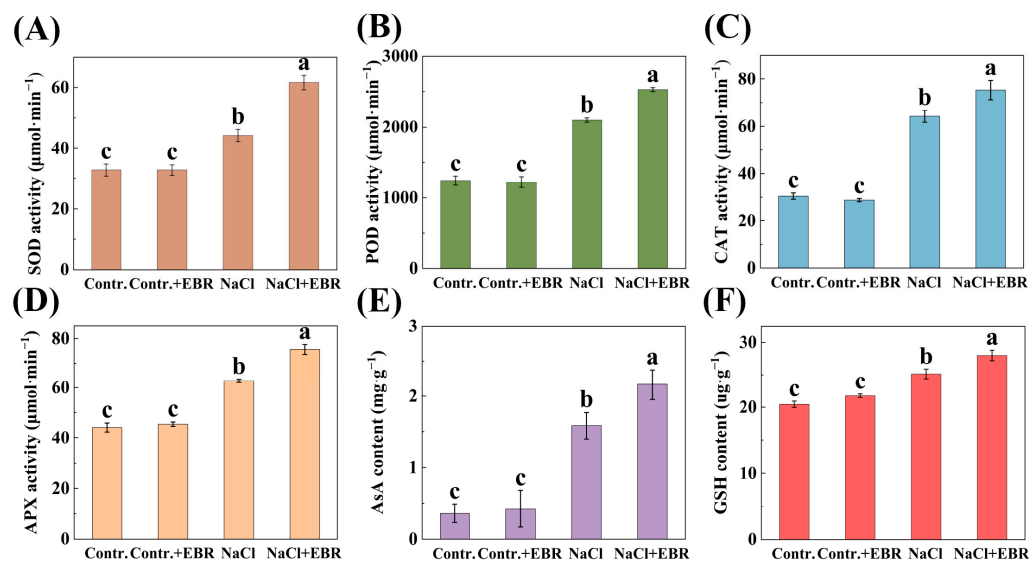 (A)
SOD activity (μmol·min⁻¹)
60
40
20
0
c
c
b
a
Contr.
Contr.+EBR
NaCl
NaCl+EBR
(B)
POD activity (μmol·min⁻¹)
3000
2000
1000
0
c
c
b
a
Contr.
Contr.+EBR
NaCl
NaCl+EBR
(C)
CAT activity (μmol·min⁻¹)
80
60
40
20
0
c
c
b
a
Contr.
Contr.+EBR
NaCl
NaCl+EBR
(D)
APX activity (μmol·min⁻¹)
80
60
40
20
0
c
c
b
a
Contr.
Contr.+EBR
NaCl
NaCl+EBR
(E)
AsA content (mg·g⁻¹)
3
2
1
0
c
c
b
a
Contr.
Contr.+EBR
NaCl
NaCl+EBR
(F)
GSH content (ug·g⁻¹)
30
20
10
0
c
c
b
a
Contr.
Contr.+EBR
NaCl
NaCl+EBR